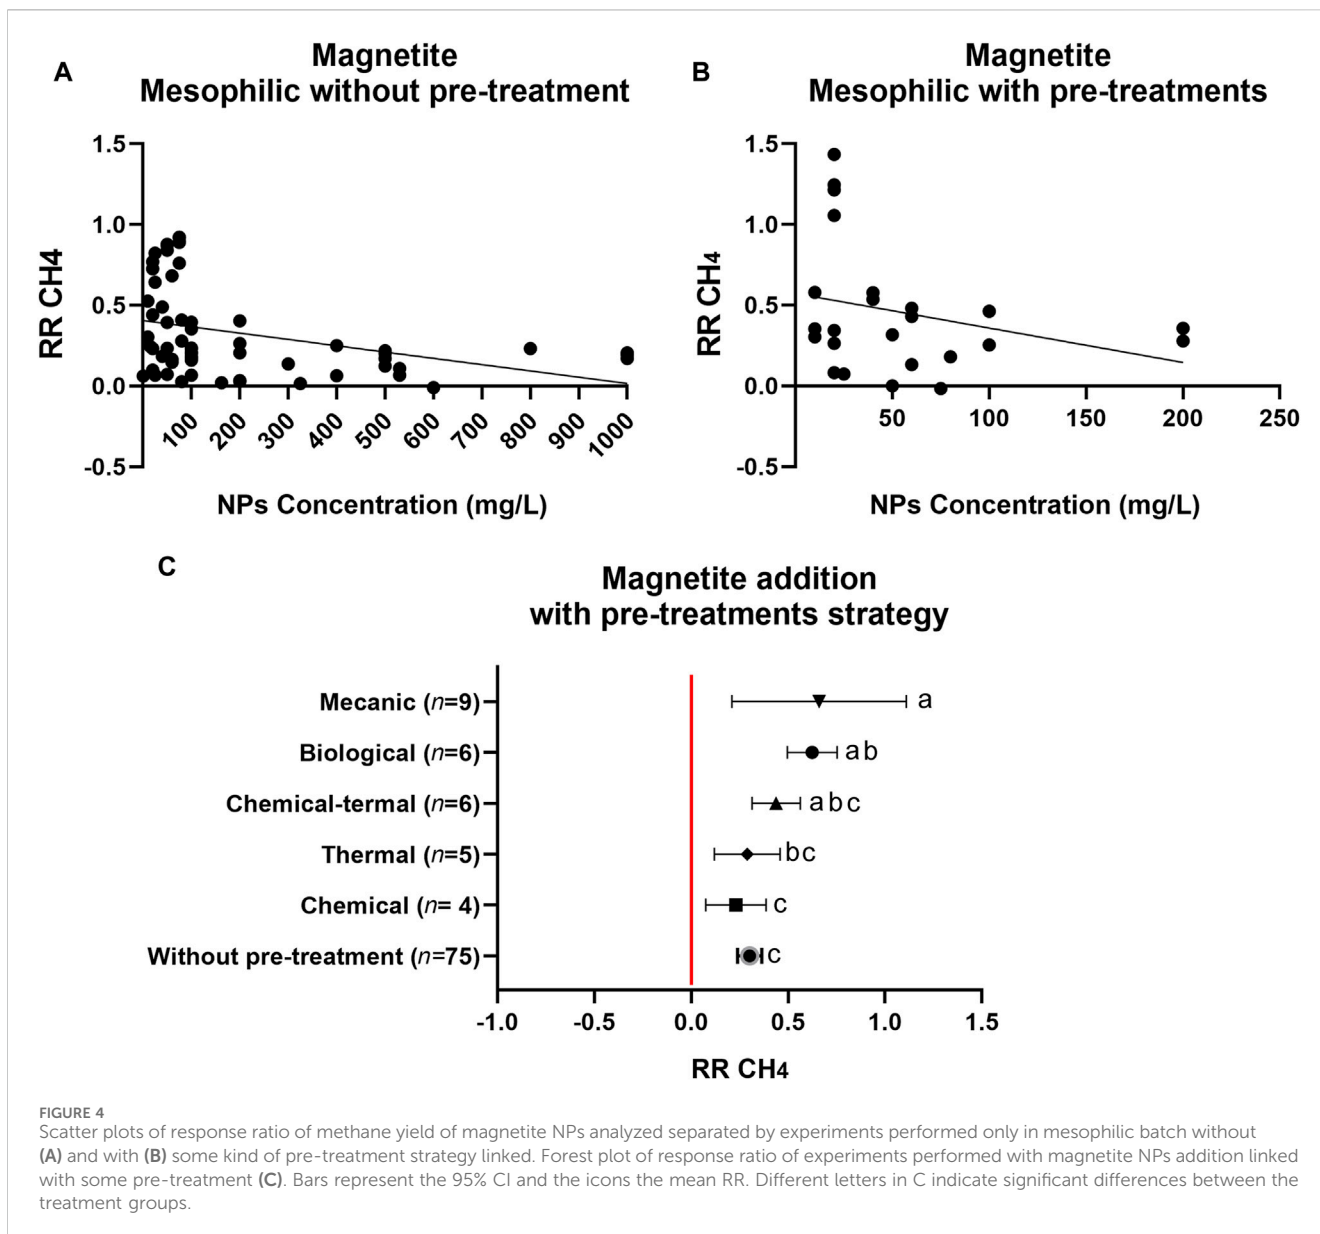 A
Magnetite
Mesophilic without pre-treatment
1.5
1.0
0.5
0.0
-0.5
RR CH4
100
200
300
400
500
600
700
800
900
1000
NPs Concentration (mg/L)
B
Magnetite
Mesophilic with pre-treatments
1.5
1.0
0.5
0.0
-0.5
RR CH4
50
100
150
200
250
NPs Concentration (mg/L)
C
Magnetite addition
with pre-treatments strategy
Mecanic (n=9)
a
Biological (n=6)
ab
Chemical-termal (n=6)
abc
Thermal (n=5)
bc
Chemical (n= 4)
c
Without pre-treatment (n=75)
c
-1.0
-0.5
0.0
0.5
1.0
1.5
RR CH4
FIGURE 4
Scatter plots of response ratio of methane yield of magnetite NPs analyzed separated by experiments performed only in mesophilic batch without
(A) and with (B) some kind of pre-treatment strategy linked. Forest plot of response ratio of experiments performed with magnetite NPs addition linked
with some pre-treatment (C). Bars represent the 95% CI and the icons the mean RR. Different letters in C indicate significant differences between the
treatment groups.